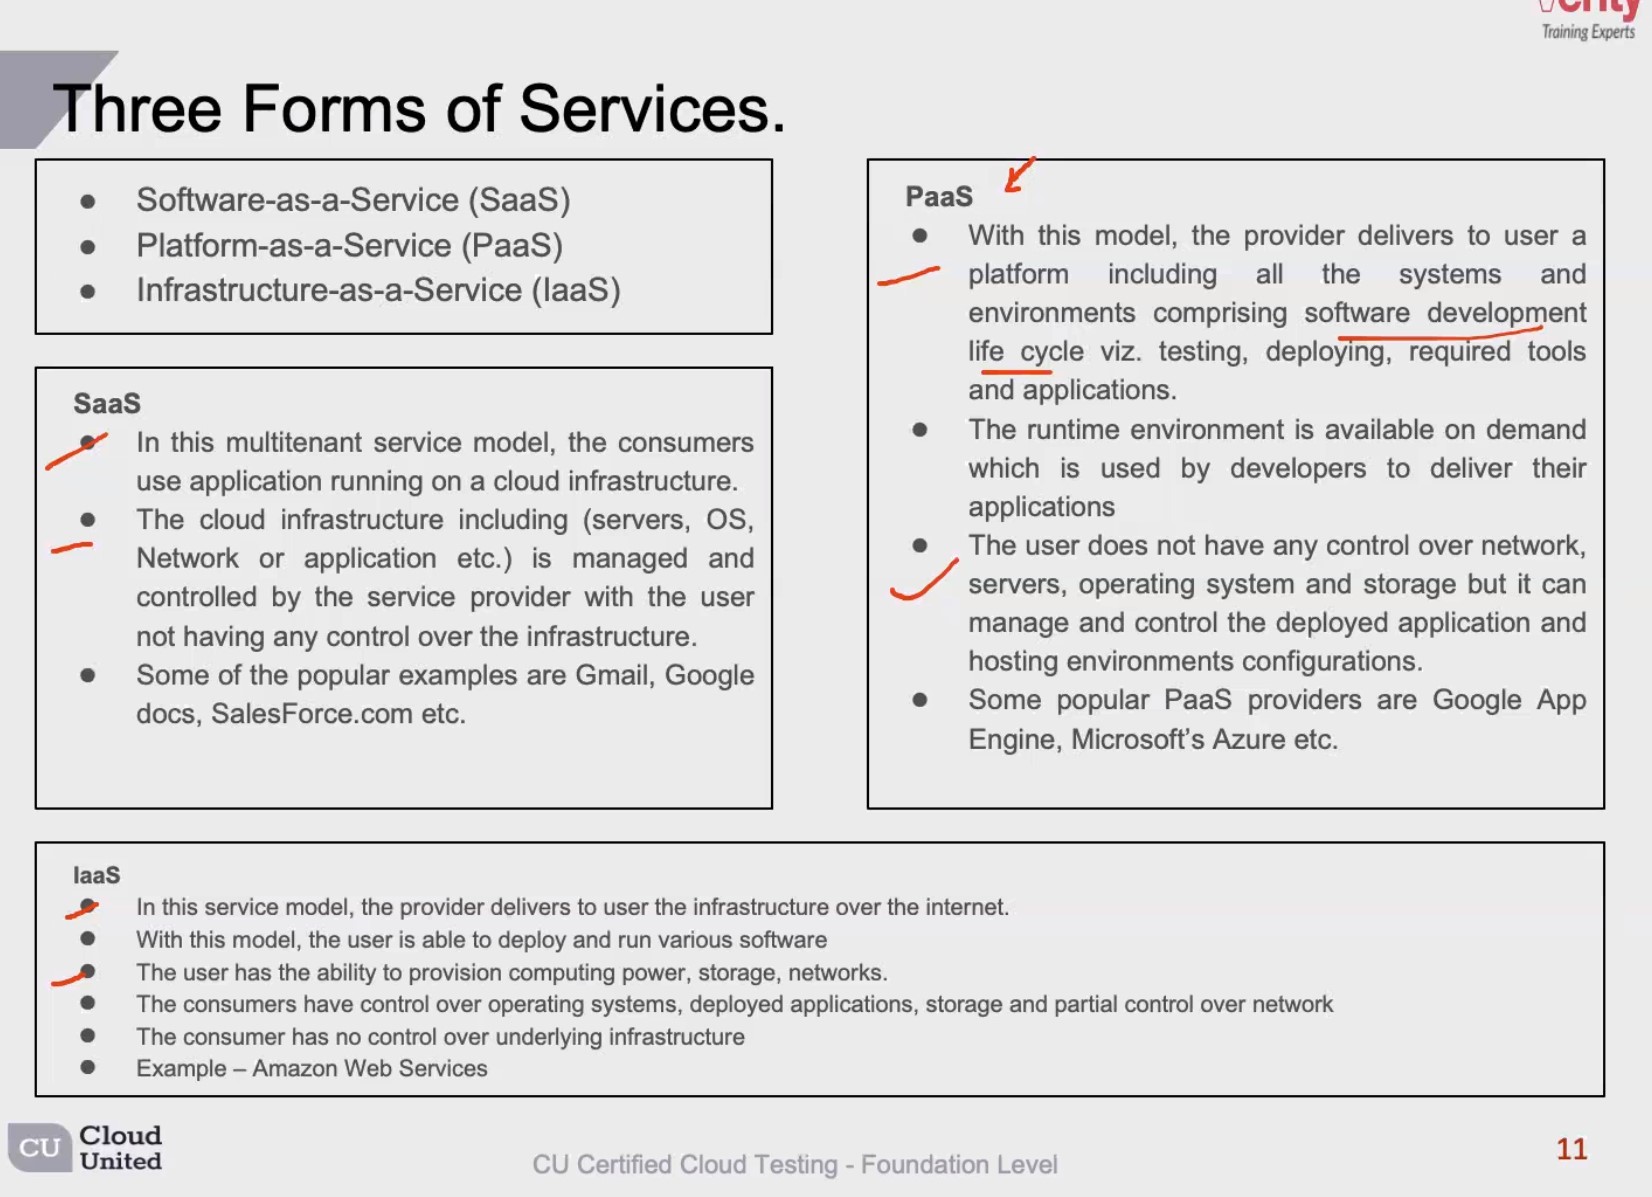 Training Experts
Three Forms of Services.
● Software-as-a-Service (SaaS)
● Platform-as-a-Service (PaaS)
● Infrastructure-as-a-Service (IaaS)
SaaS
● In this multitenant service model, the consumers
use application running on a cloud infrastructure.
● The cloud infrastructure including (servers, OS,
Network or application etc.) is managed and
controlled by the service provider with the user
not having any control over the infrastructure.
● Some of the popular examples are Gmail, Google
docs, SalesForce.com etc.
PaaS
● With this model, the provider delivers to user a
platform including all the systems and
environments comprising software development
life cycle viz. testing, deploying, required tools
and applications.
● The runtime environment is available on demand
which is used by developers to deliver their
applications
● The user does not have any control over network,
servers, operating system and storage but it can
manage and control the deployed application and
hosting environments configurations.
● Some popular PaaS providers are Google App
Engine, Microsoft’s Azure etc.
IaaS
● In this service model, the provider delivers to user the infrastructure over the internet.
● With this model, the user is able to deploy and run various software
● The user has the ability to provision computing power, storage, networks.
● The consumers have control over operating systems, deployed applications, storage and partial control over network
● The consumer has no control over underlying infrastructure
● Example – Amazon Web Services
CU Cloud
United
CU Certified Cloud Testing - Foundation Level
11